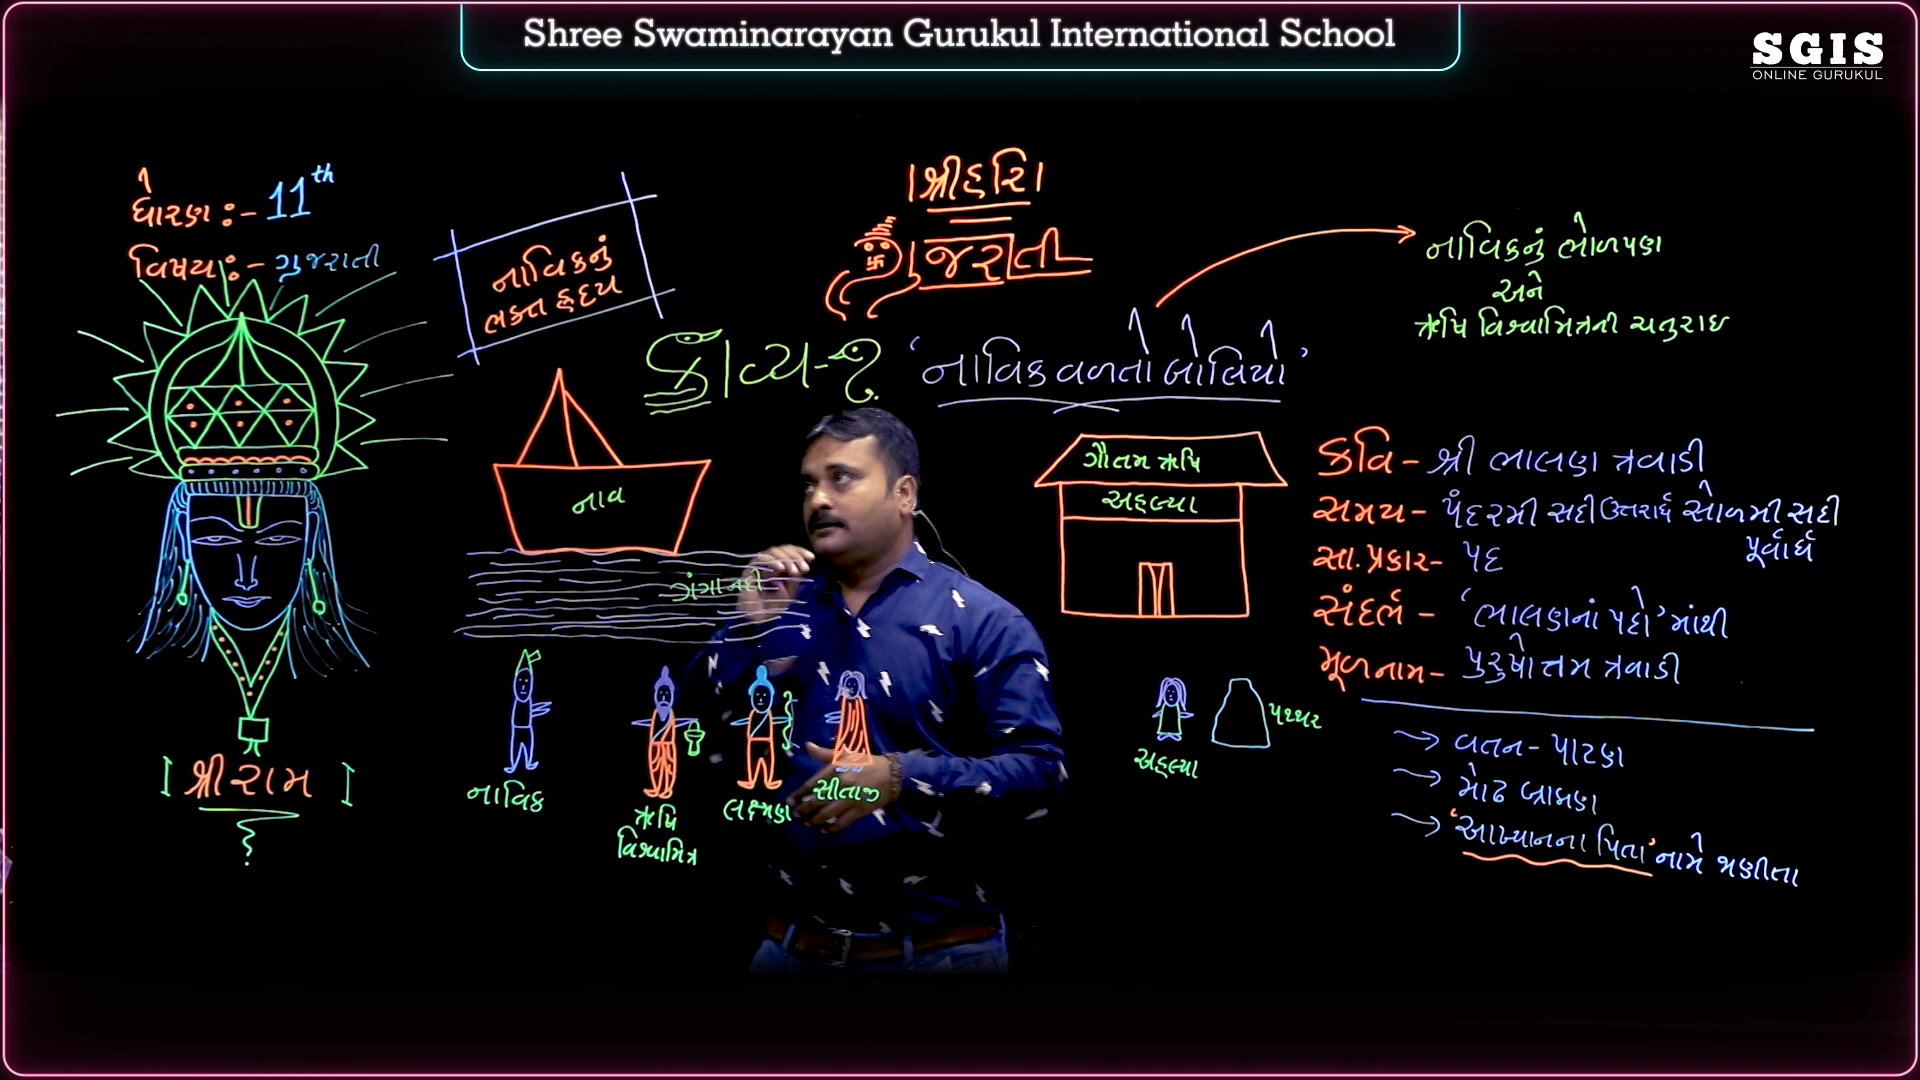 Shree Swaminarayan Gurukul International School
SGIS
ONLINE GURUKUL
। શ્રી હરિ ।
ગુજરાતી
ધોરણ :- 11th
વિષય :- ગુજરાતી
નાવિકનું
ભક્ત હૃદય
નાવિકનું ભોળપણ
અને
ઋષિ વિશ્વામિત્રની ચતુરાઇ
કાવ્ય-૨ 'નાવિક વળતો બોલિયો'
નાવ
ગંગા નદી
ગૌતમ ઋષિ
અહલ્યા
કવિ - શ્રી ભાલણ ત્રવાડી
સમય - પંદરમી સદી ઉત્તરાર્ધ સોળમી સદી
પૂર્વાર્ધ
સા. પ્રકાર - પદ
સંદર્ભ - 'ભાલણનાં પદો' માંથી
મૂળ નામ - પુરુષોત્તમ ત્રવાડી
→ વતન - પાટણ
→ મોઢ બ્રાહ્મણ
→ 'આખ્યાનના પિતા' નામે જાણીતા
નાવિક
ઋષિ
વિશ્વામિત્ર
લક્ષ્મણ
સીતાજી
અહલ્યા
પથ્થર
[ શ્રી રામ ]